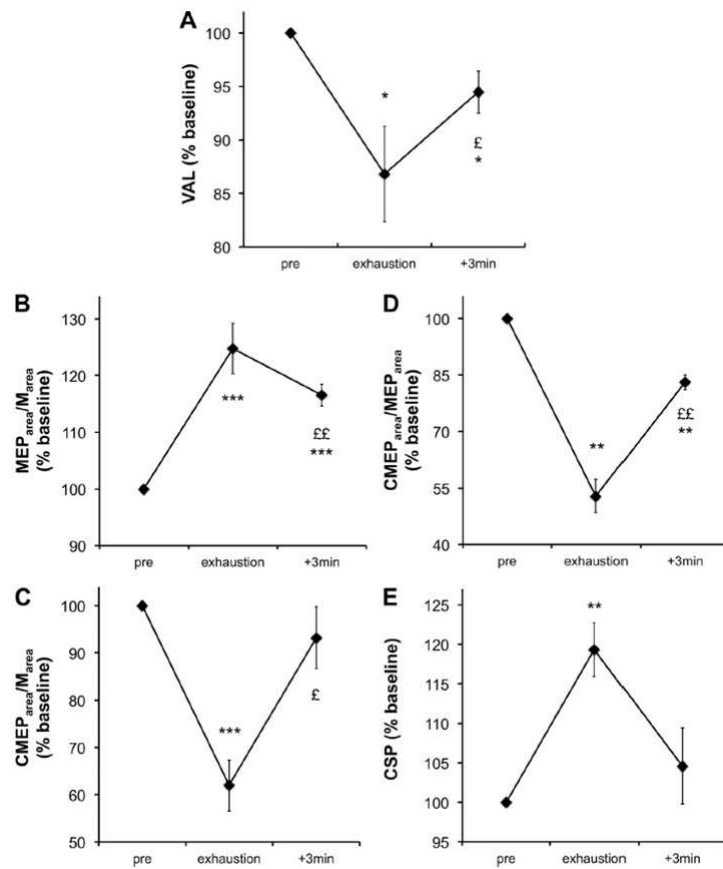 A
VAL (% baseline)
100
95
90
85
80
*
£
*
pre exhaustion +3min
B
MEParea/Marea
(% baseline)
130
120
110
100
90
***
££
***
pre exhaustion +3min
D
CMEParea/MEParea
(% baseline)
100
85
70
55
40
**
££
**
pre exhaustion +3min
C
CMEParea/Marea
(% baseline)
100
90
80
70
60
50
***
£
pre exhaustion +3min
E
CSP (% baseline)
125
120
115
110
105
100
95
**
pre exhaustion +3min